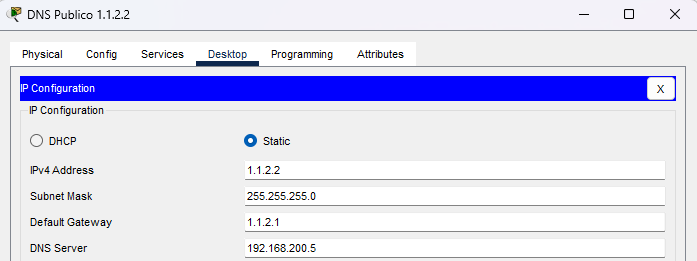 DNS Publico 1.1.2.2
Physical Config Services Desktop Programming Attributes
IP Configuration X
IP Configuration
DHCP Static
IPv4 Address 1.1.2.2
Subnet Mask 255.255.255.0
Default Gateway 1.1.2.1
DNS Server 192.168.200.5